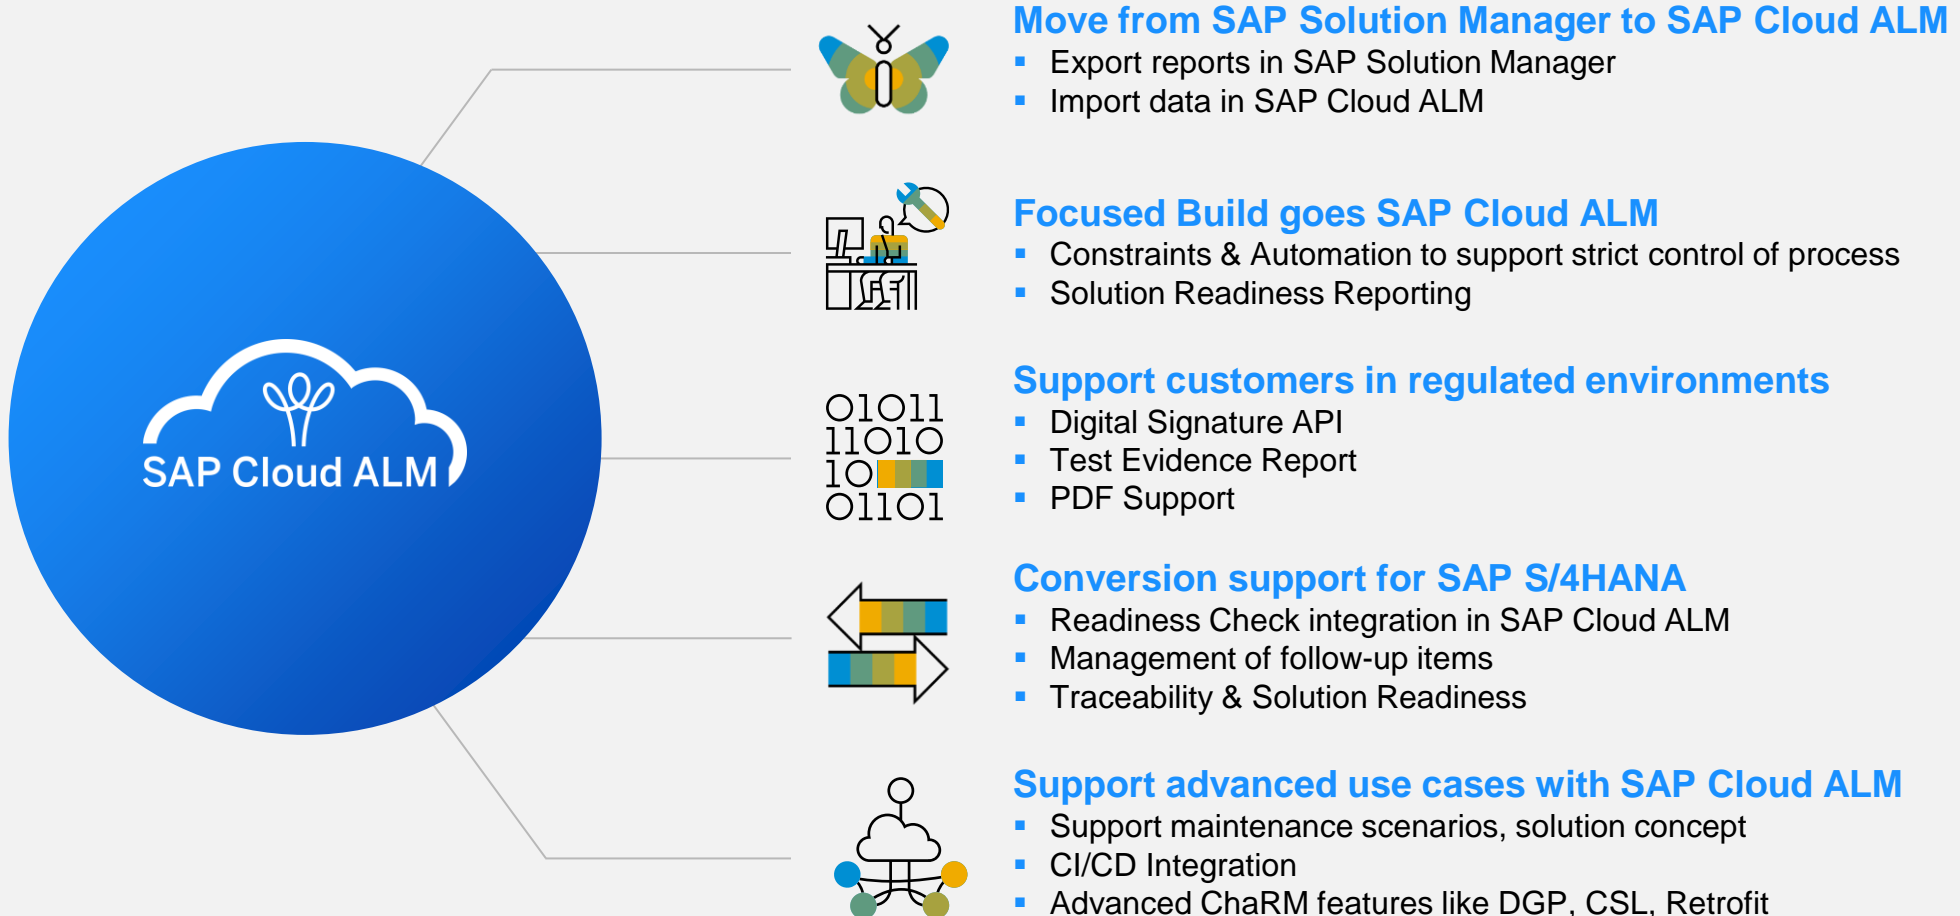 SAP Cloud ALM
Move from SAP Solution Manager to SAP Cloud ALM
▪ Export reports in SAP Solution Manager
▪ Import data in SAP Cloud ALM
Focused Build goes SAP Cloud ALM
▪ Constraints & Automation to support strict control of process
▪ Solution Readiness Reporting
01011
11010
10
01101
Support customers in regulated environments
▪ Digital Signature API
▪ Test Evidence Report
▪ PDF Support
Conversion support for SAP S/4HANA
▪ Readiness Check integration in SAP Cloud ALM
▪ Management of follow-up items
▪ Traceability & Solution Readiness
Support advanced use cases with SAP Cloud ALM
▪ Support maintenance scenarios, solution concept
▪ CI/CD Integration
▪ Advanced ChaRM features like DGP, CSL, Retrofit